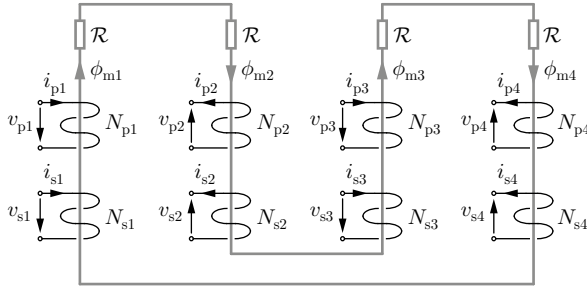 ℛ ℛ ℛ ℛ
ϕm1 ϕm2 ϕm3 ϕm4
ip1 ip2 ip3 ip4
vp1 Np1 vp2 Np2 vp3 Np3 vp4 Np4
is1 is2 is3 is4
vs1 Ns1 vs2 Ns2 vs3 Ns3 vs4 Ns4